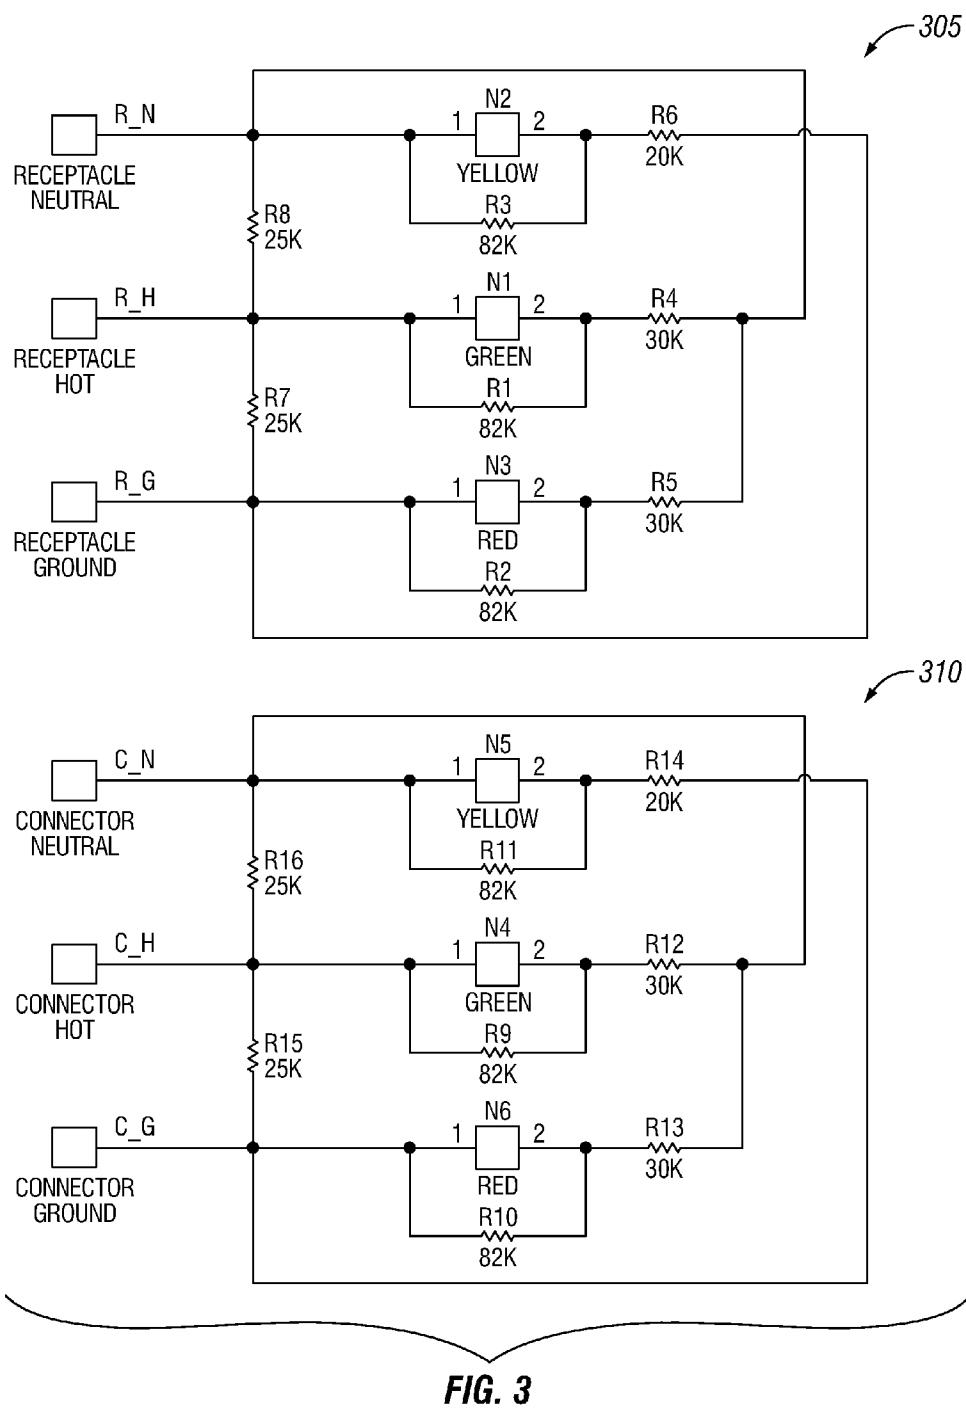 305
R_N
RECEPTACLE
NEUTRAL
1
N2
2
YELLOW
R6
20K
R3
82K
R8
25K
R_H
RECEPTACLE
HOT
1
N1
2
GREEN
R4
30K
R1
82K
R7
25K
R_G
RECEPTACLE
GROUND
1
N3
2
RED
R5
30K
R2
82K
310
C_N
CONNECTOR
NEUTRAL
1
N5
2
YELLOW
R14
20K
R11
82K
R16
25K
C_H
CONNECTOR
HOT
1
N4
2
GREEN
R12
30K
R9
82K
R15
25K
C_G
CONNECTOR
GROUND
1
N6
2
RED
R13
30K
R10
82K
FIG. 3